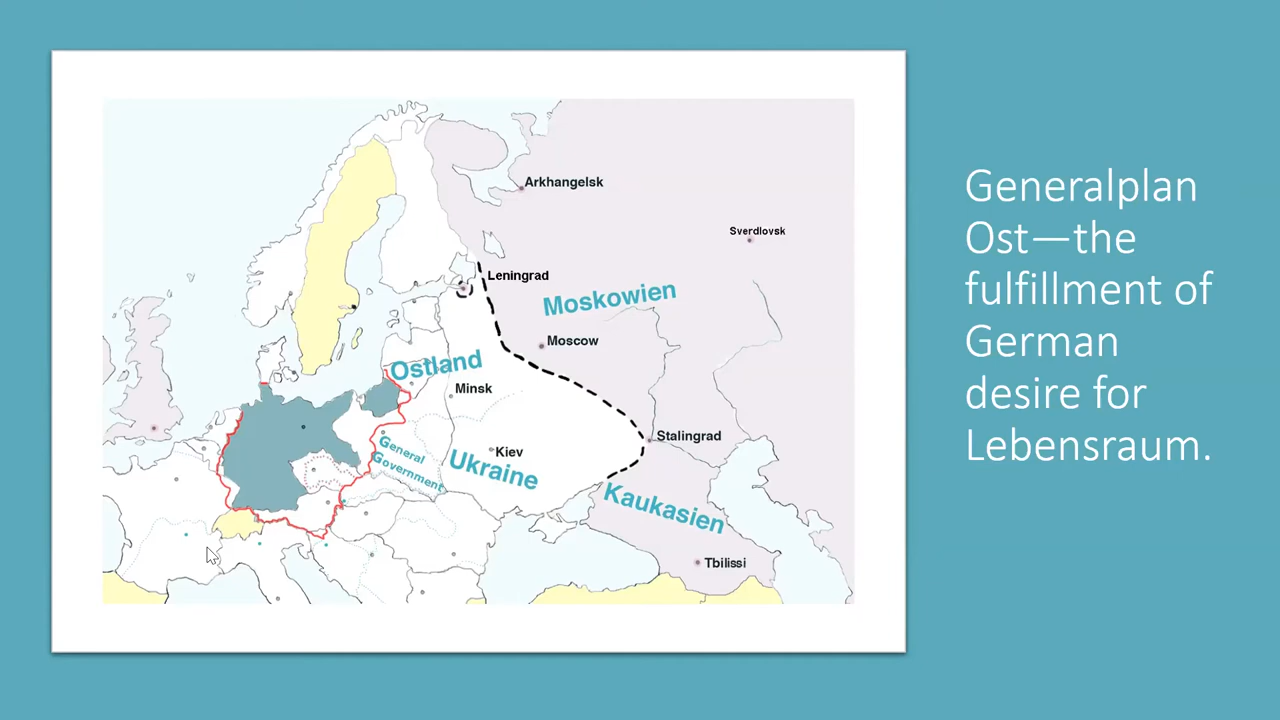 Arkhangelsk
Sverdlovsk
Leningrad
Moskowien
Moscow
Ostland
Minsk
Stalingrad
General
Government
Kiev
Ukraine
Kaukasien
Tbilissi
Generalplan
Ost—the
fulfillment of
German
desire for
Lebensraum.